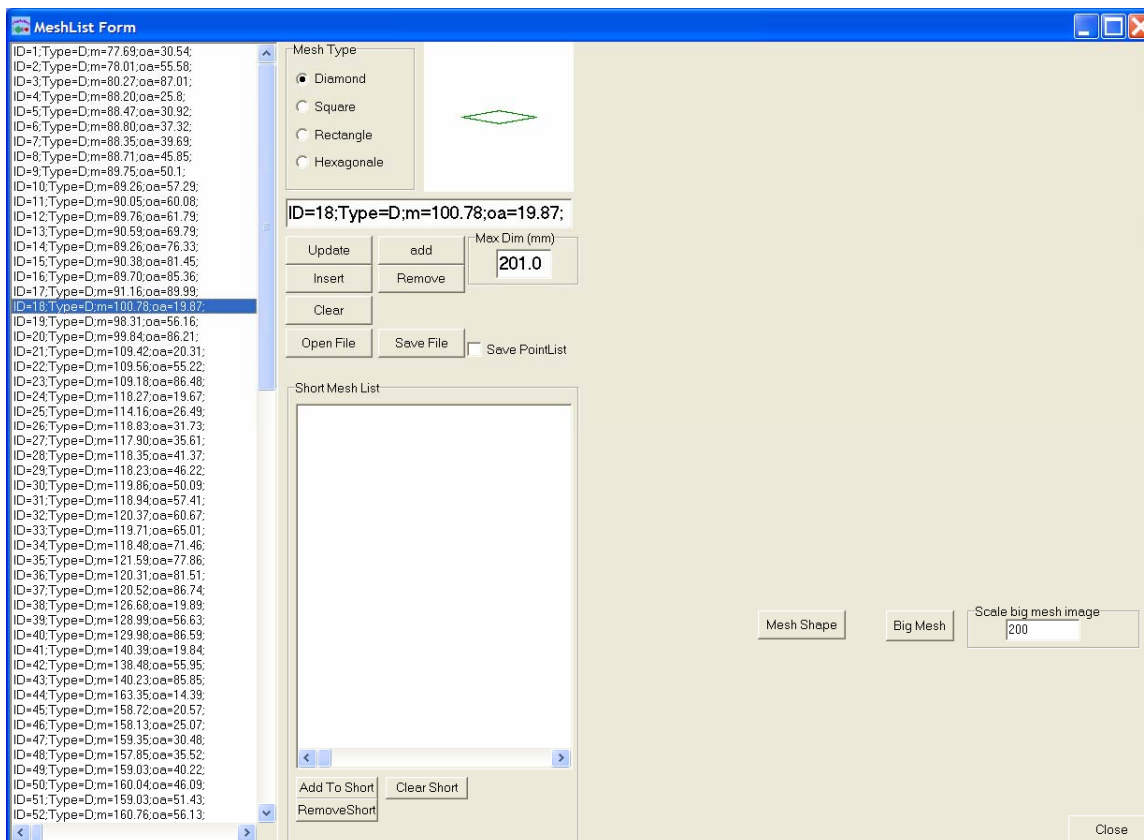 MeshList Form
ID=1;Type=D;m=77.69;oa=30.54;
ID=2;Type=D;m=78.01;oa=55.58;
ID=3;Type=D;m=80.27;oa=87.01;
ID=4;Type=D;m=88.20;oa=25.8;
ID=5;Type=D;m=88.47;oa=30.92;
ID=6;Type=D;m=88.80;oa=37.32;
ID=7;Type=D;m=88.35;oa=39.69;
ID=8;Type=D;m=88.71;oa=45.85;
ID=9;Type=D;m=89.75;oa=50.1;
ID=10;Type=D;m=89.26;oa=57.29;
ID=11;Type=D;m=90.05;oa=60.08;
ID=12;Type=D;m=89.76;oa=61.79;
ID=13;Type=D;m=90.59;oa=69.79;
ID=14;Type=D;m=89.26;oa=76.33;
ID=15;Type=D;m=90.38;oa=81.45;
ID=16;Type=D;m=89.70;oa=85.36;
ID=17;Type=D;m=91.16;oa=89.99;
ID=18;Type=D;m=100.78;oa=19.87;
ID=19;Type=D;m=98.31;oa=56.16;
ID=20;Type=D;m=99.84;oa=86.21;
ID=21;Type=D;m=109.42;oa=20.31;
ID=22;Type=D;m=109.56;oa=55.22;
ID=23;Type=D;m=109.18;oa=86.48;
ID=24;Type=D;m=118.27;oa=19.67;
ID=25;Type=D;m=114.16;oa=26.49;
ID=26;Type=D;m=118.83;oa=31.73;
ID=27;Type=D;m=117.90;oa=35.61;
ID=28;Type=D;m=118.35;oa=41.37;
ID=29;Type=D;m=118.23;oa=46.22;
ID=30;Type=D;m=119.86;oa=50.09;
ID=31;Type=D;m=118.94;oa=57.41;
ID=32;Type=D;m=120.37;oa=60.67;
ID=33;Type=D;m=119.71;oa=65.01;
ID=34;Type=D;m=118.48;oa=71.46;
ID=35;Type=D;m=121.59;oa=77.86;
ID=36;Type=D;m=120.31;oa=81.51;
ID=37;Type=D;m=120.52;oa=86.74;
ID=38;Type=D;m=126.68;oa=19.89;
ID=39;Type=D;m=128.99;oa=56.63;
ID=40;Type=D;m=129.98;oa=86.59;
ID=41;Type=D;m=140.39;oa=19.84;
ID=42;Type=D;m=138.48;oa=55.95;
ID=43;Type=D;m=140.23;oa=85.85;
ID=44;Type=D;m=163.35;oa=14.39;
ID=45;Type=D;m=158.72;oa=20.57;
ID=46;Type=D;m=158.13;oa=25.07;
ID=47;Type=D;m=159.35;oa=30.48;
ID=48;Type=D;m=157.85;oa=35.52;
ID=49;Type=D;m=159.03;oa=40.22;
ID=50;Type=D;m=160.04;oa=46.09;
ID=51;Type=D;m=159.03;oa=51.43;
ID=52;Type=D;m=160.76;oa=56.13;
Mesh Type
Diamond
Square
Rectangle
Hexagonale
ID=18;Type=D;m=100.78;oa=19.87;
Update
add
Max Dim (mm)
201.0
Insert
Remove
Clear
Open File
Save File
Save PointList
Short Mesh List
Add To Short
Clear Short
RemoveShort
Mesh Shape
Big Mesh
Scale big mesh image
200
Close